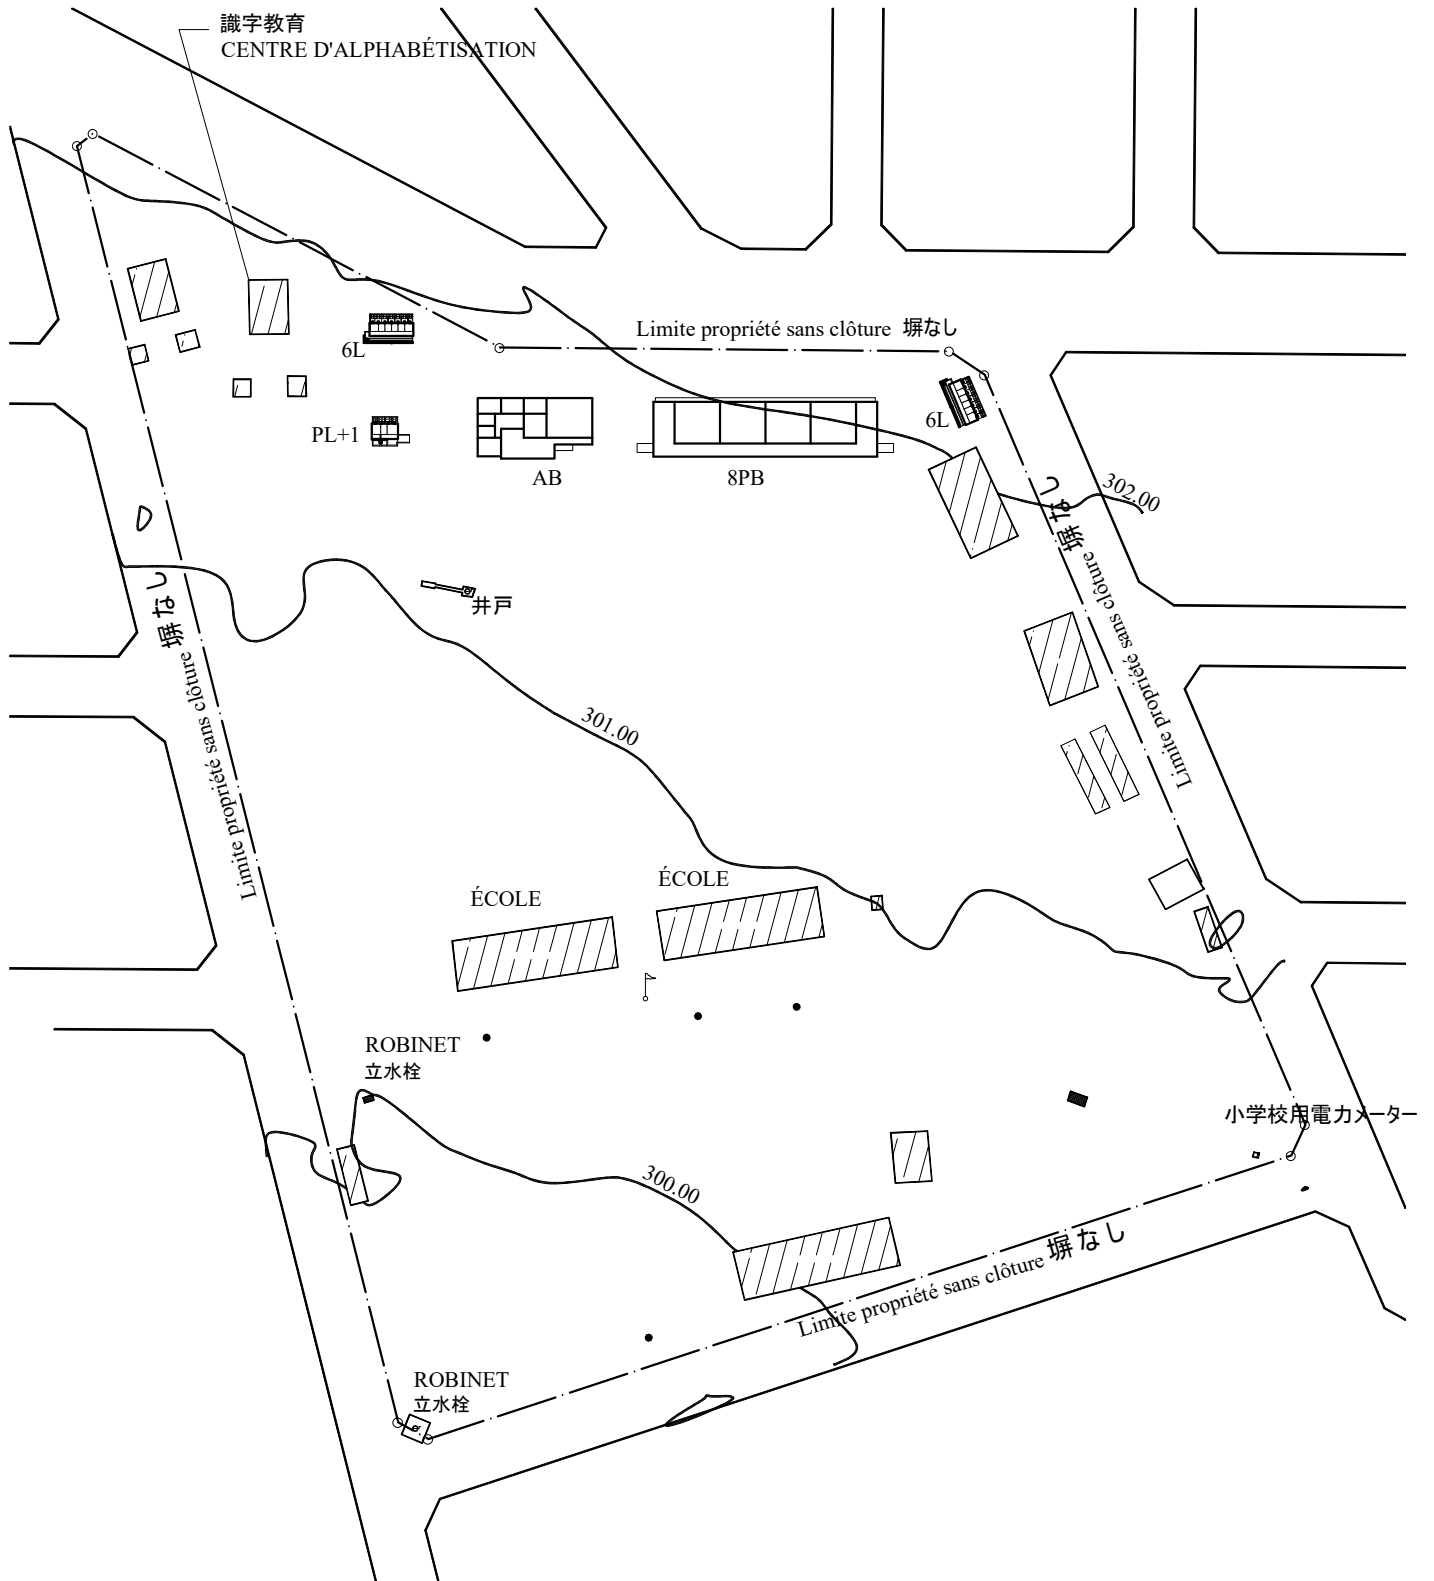 識字教育
CENTRE D'ALPHABÉTISATION
Limite propriété sans clôture 塀なし
6L
6L
PL+1
AB
8PB
302.00
塀なし
Limite propriété sans clôture
井戸
塀なし
Limite propriété sans clôture
301.00
ÉCOLE
ÉCOLE
ROBINET
立水栓
小学校用電力メーター
300.00
Limite propriété sans clôture 塀なし
ROBINET
立水栓